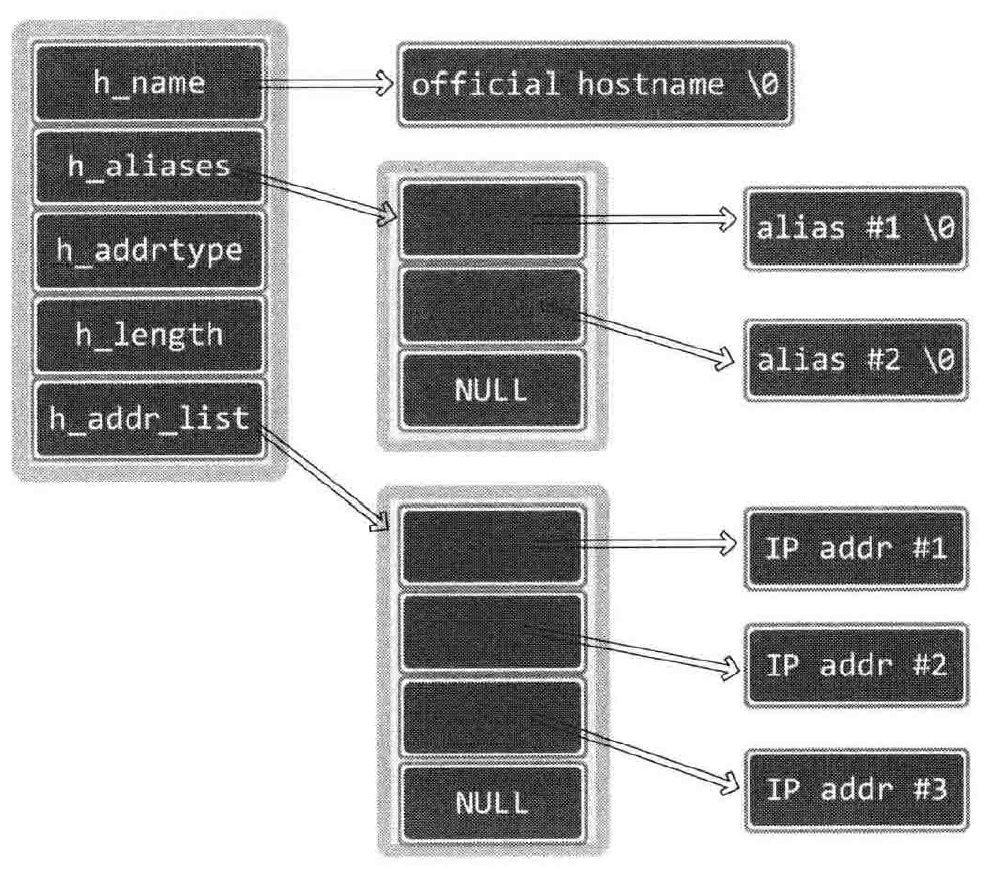 h_name
official hostname \0
h_aliases
h_addrtype
h_length
h_addr_list
alias #1 \0
alias #2 \0
NULL
IP addr #1
IP addr #2
IP addr #3
NULL